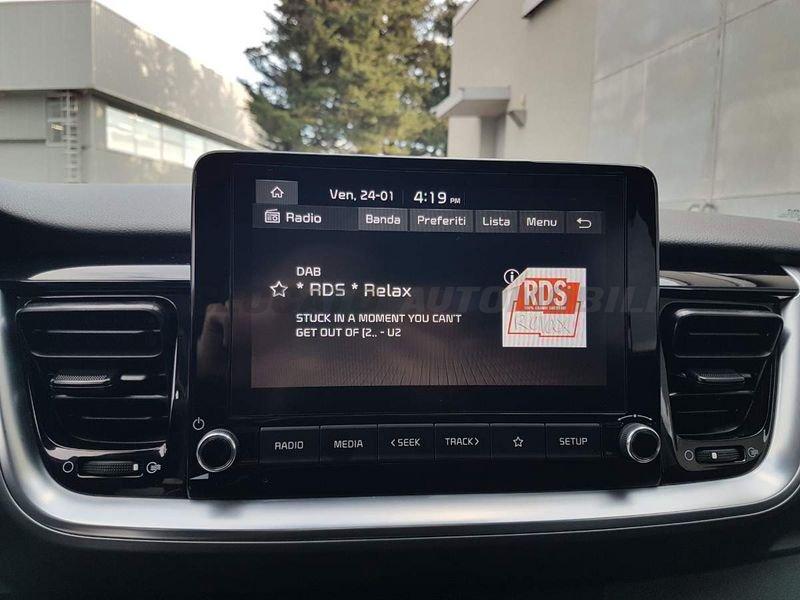 Ven, 24-01 4:19 PM
Radio Banda Preferiti Lista Menu
DAB
* RDS * Relax
STUCK IN A MOMENT YOU CAN'T
GET OUT OF (2.. - U2
RDS
Relax
AUTOMOBILI
RADIO MEDIA < SEEK TRACK > SETUP